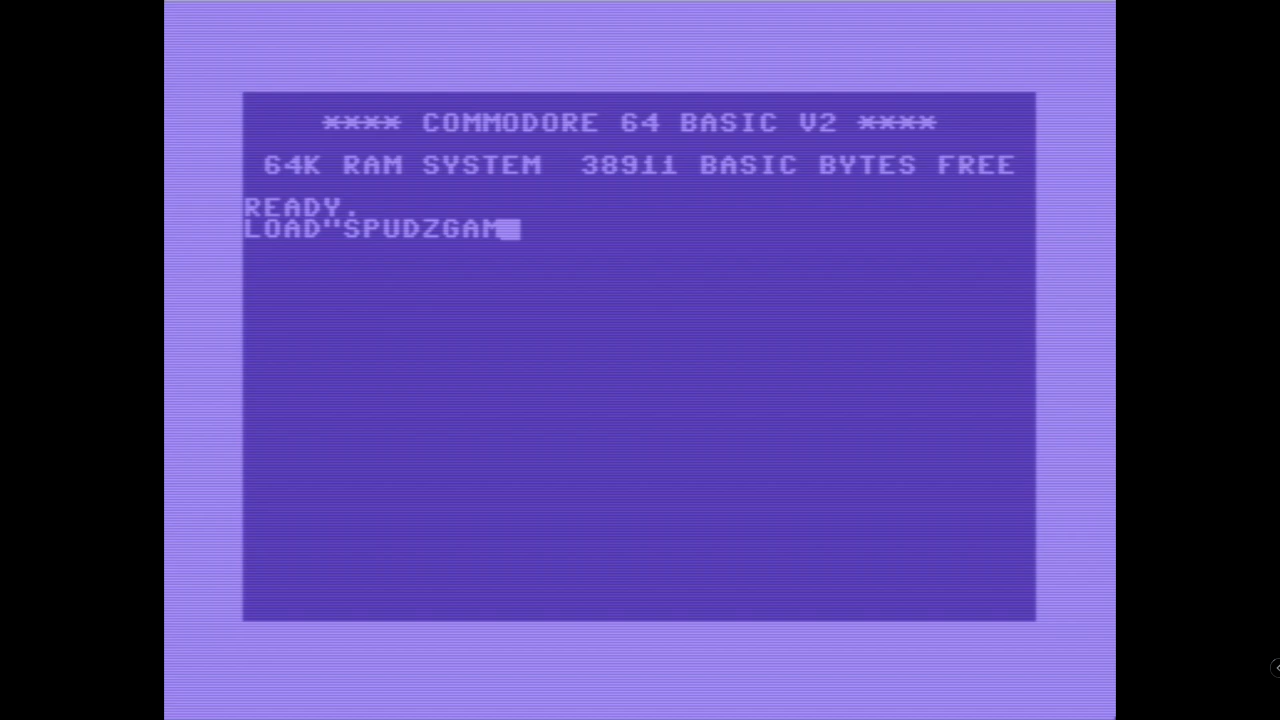 **** COMMODORE 64 BASIC V2 ****
64K RAM SYSTEM  38911 BASIC BYTES FREE
READY.
LOAD"SPUDZGAM